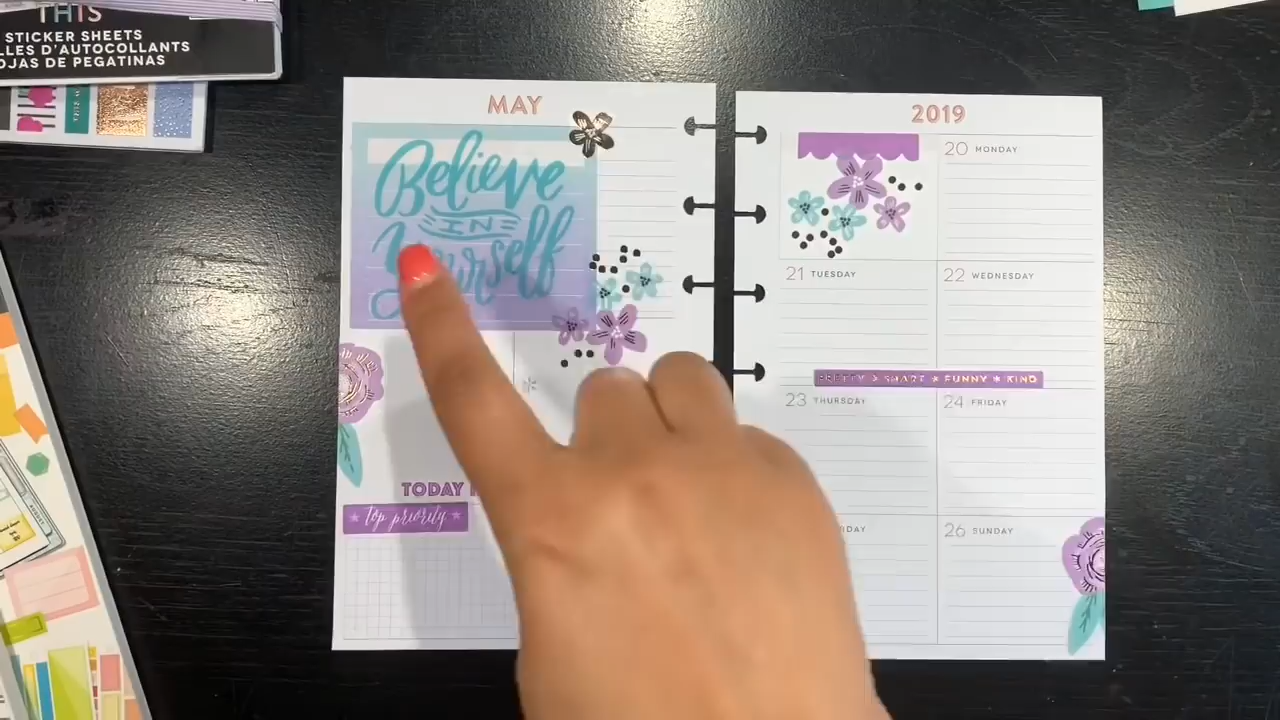 THIS
STICKER SHEETS
LLES D'AUTOCOLLANTS
OJAS DE PEGATINAS
MAY
Believe
IN
Yourself
TODAY
★ top priority ★
2019
20 MONDAY
21 TUESDAY
22 WEDNESDAY
PRETTY ★ SMART ★ FUNNY ★ KIND
23 THURSDAY
24 FRIDAY
26 SUNDAY